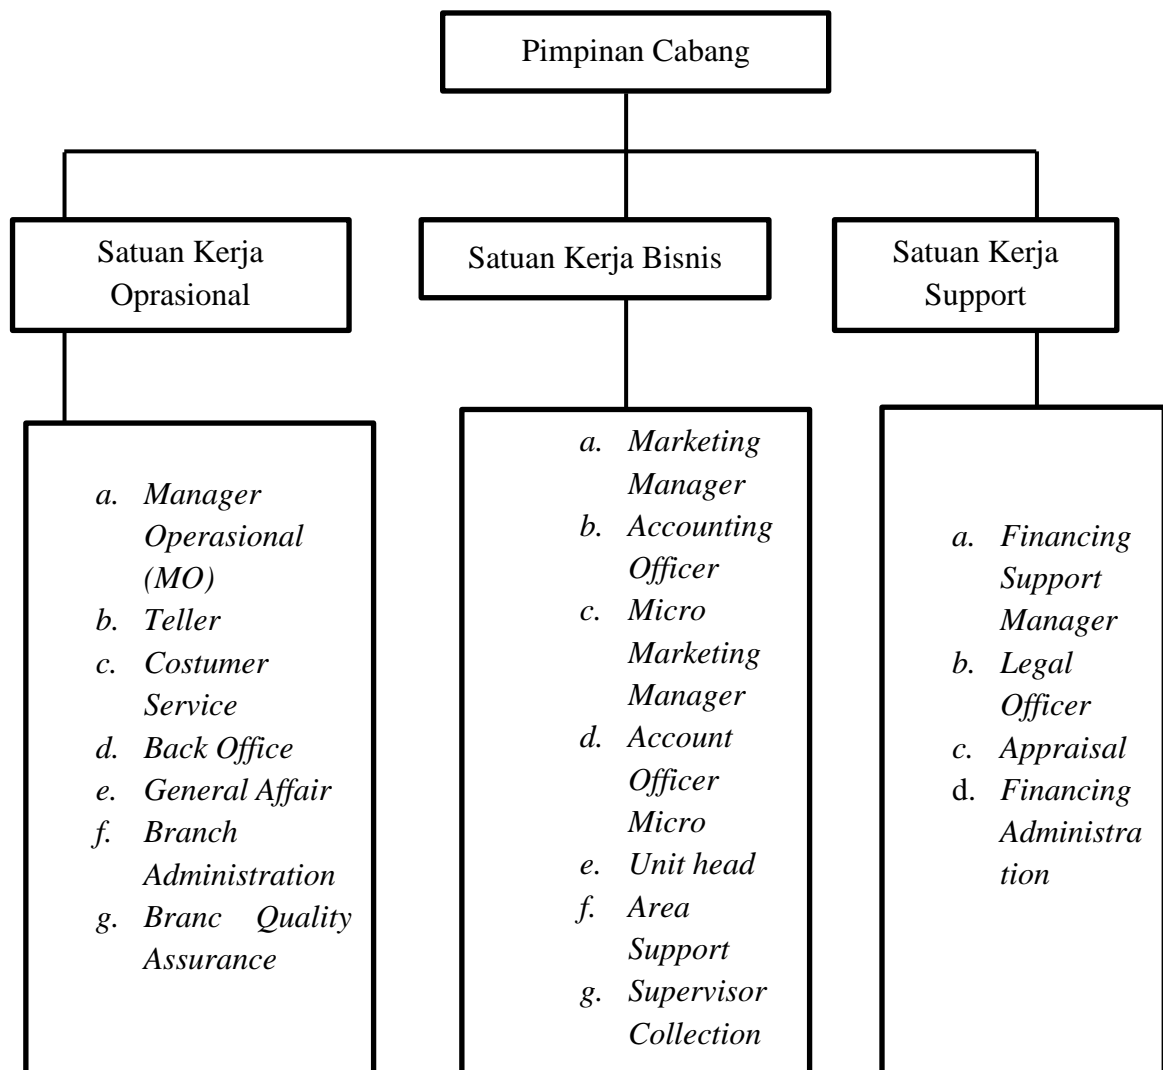 Pimpinan Cabang
Satuan Kerja
Oprasional
Satuan Kerja Bisnis
Satuan Kerja
Support
a. Manager
Operasional
(MO)
b. Teller
c. Costumer
Service
d. Back Office
e. General Affair
f. Branch
Administration
g. Branc Quality
Assurance
a. Marketing
Manager
b. Accounting
Officer
c. Micro
Marketing
Manager
d. Account
Officer
Micro
e. Unit head
f. Area
Support
g. Supervisor
Collection
a. Financing
Support
Manager
b. Legal
Officer
c. Appraisal
d. Financing
Administra
tion